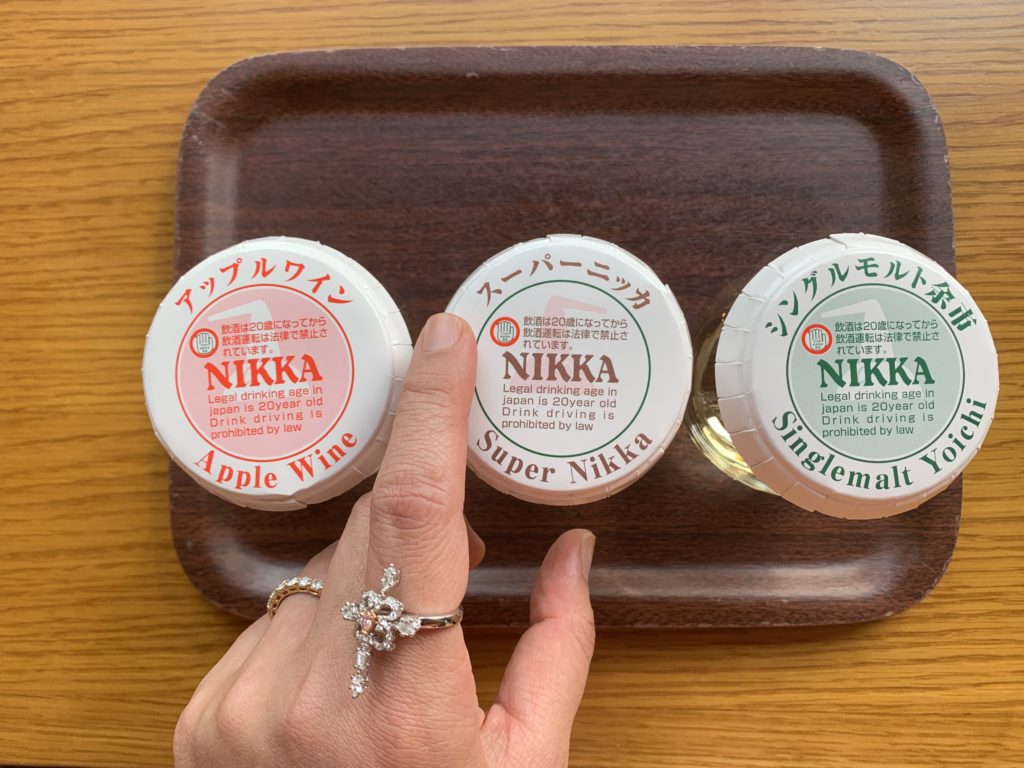 アップルワイン
飲酒は20歳になってから
飲酒運転は法律で禁止さ
れています。
NIKKA
Legal drinking age in
japan is 20year old
Drink driving is
prohibited by law
Apple Wine
スーパーニッカ
飲酒は20歳になってから
飲酒運転は法律で禁止さ
れています。
NIKKA
Legal drinking age in
japan is 20year old
Drink driving is
prohibited by law
Super Nikka
シングルモルト余市
飲酒は20歳になってから
飲酒運転は法律で禁止さ
れています。
NIKKA
Legal drinking age in
japan is 20year old
Drink driving is
prohibited by law
Singlemalt Yoichi